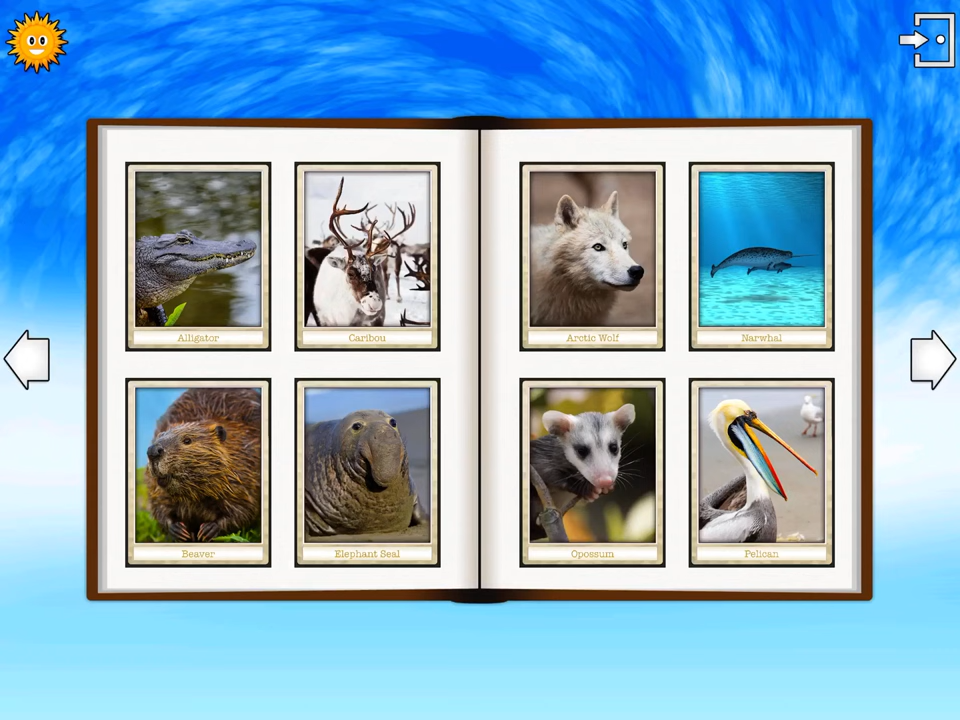 Alligator
Caribou
Arctic Wolf
Narwhal
Beaver
Elephant Seal
Opossum
Pelican